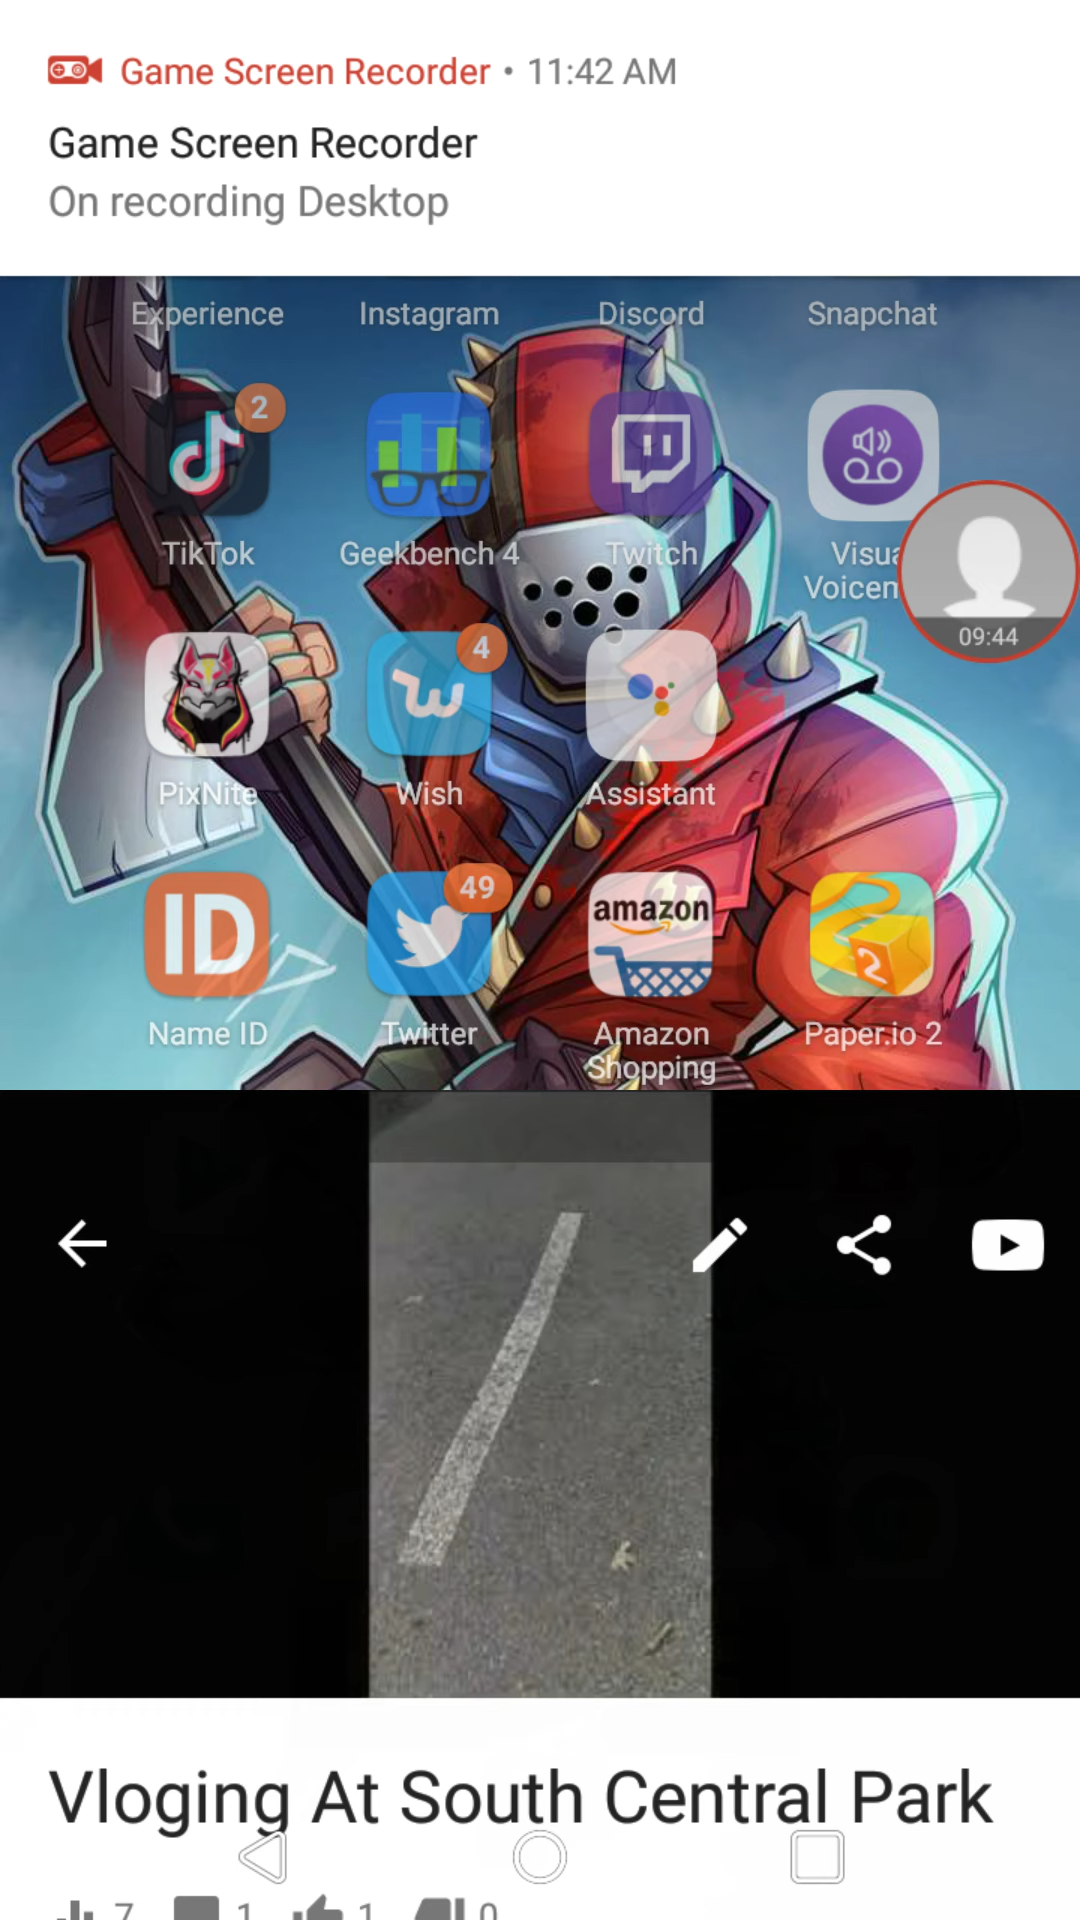 Game Screen Recorder • 11:42 AM
Game Screen Recorder
On recording Desktop
Experience Instagram Discord Snapchat
2
TikTok Geekbench 4 Twitch Visua
Voicem
09:44
4
PixNite Wish Assistant
ID 49 amazon 2
Name ID Twitter Amazon Paper.io 2
Shopping
Vloging At South Central Park
7 1 1 0